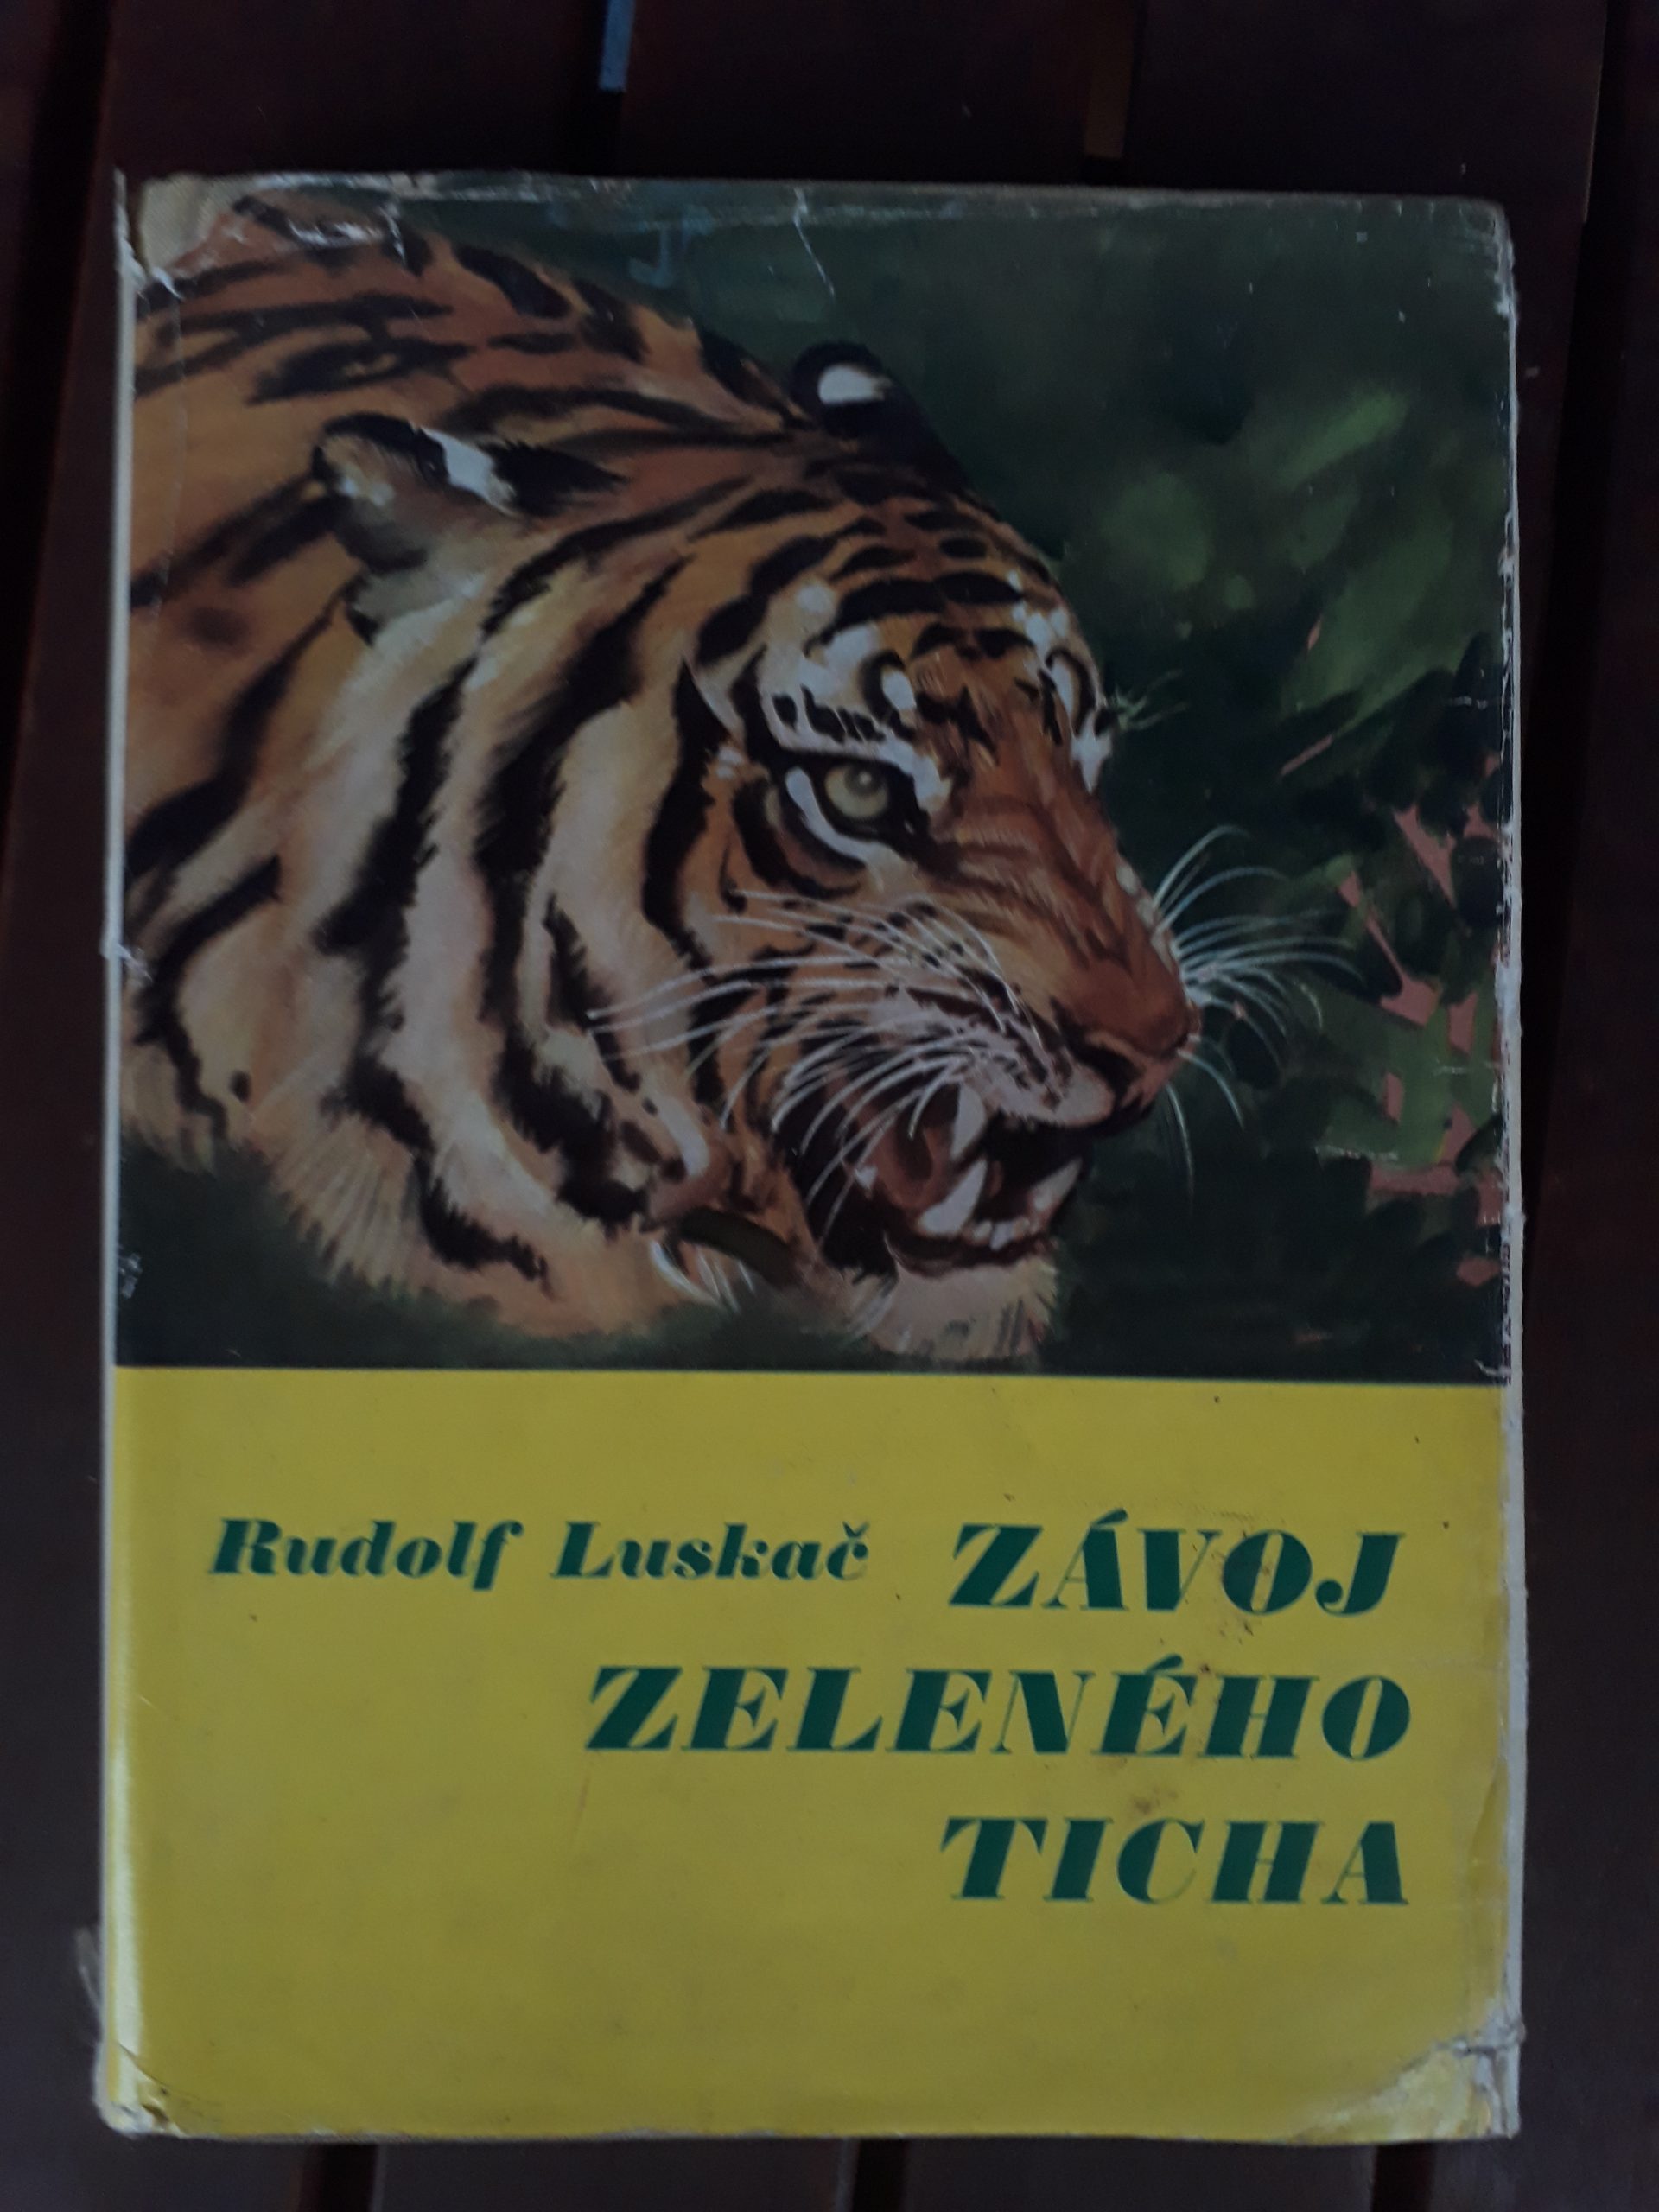 Rudolf Luskač ZÁVOJ
ZELENÉHO
TICHA